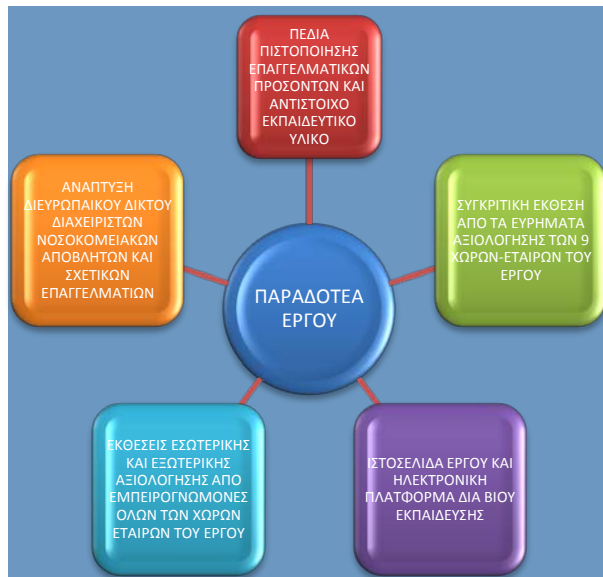 ΠΕΔΙΑ
ΠΙΣΤΟΠΟΙΗΣΗΣ
ΕΠΑΓΓΕΛΜΑΤΙΚΩΝ
ΠΡΟΣΟΝΤΩΝ ΚΑΙ
ΑΝΤΙΣΤΟΙΧΟ
ΕΚΠΑΙΔΕΥΤΙΚΟ
ΥΛΙΚΟ
ΣΥΓΚΡΙΤΙΚΗ ΕΚΘΕΣΗ
ΑΠΟ ΤΑ ΕΥΡΗΜΑΤΑ
ΑΞΙΟΛΟΓΗΣΗΣ ΤΩΝ 9
ΧΩΡΩΝ-ΕΤΑΙΡΩΝ ΤΟΥ
ΕΡΓΟΥ
ΙΣΤΟΣΕΛΙΔΑ ΕΡΓΟΥ ΚΑΙ
ΗΛΕΚΤΡΟΝΙΚΗ
ΠΛΑΤΦΟΡΜΑ ΔΙΑ ΒΙΟΥ
ΕΚΠΑΙΔΕΥΣΗΣ
ΕΚΘΕΣΕΙΣ ΕΣΩΤΕΡΙΚΗΣ
ΚΑΙ ΕΞΩΤΕΡΙΚΗΣ
ΑΞΙΟΛΟΓΗΣΗΣ ΑΠΟ
ΕΜΠΕΙΡΟΓΝΩΜΟΝΕΣ
ΟΛΩΝ ΤΩΝ ΧΩΡΩΝ
ΕΤΑΙΡΩΝ ΤΟΥ ΕΡΓΟΥ
ΑΝΑΠΤΥΞΗ
ΔΙΕΥΡΩΠΑΙΚΟΥ ΔΙΚΤΟΥ
ΔΙΑΧΕΙΡΙΣΤΩΝ
ΝΟΣΟΚΟΜΕΙΑΚΩΝ
ΑΠΟΒΛΗΤΩΝ ΚΑΙ
ΣΧΕΤΙΚΩΝ
ΕΠΑΓΓΕΛΜΑΤΙΩΝ
ΠΑΡΑΔΟΤΕΑ
ΕΡΓΟΥ